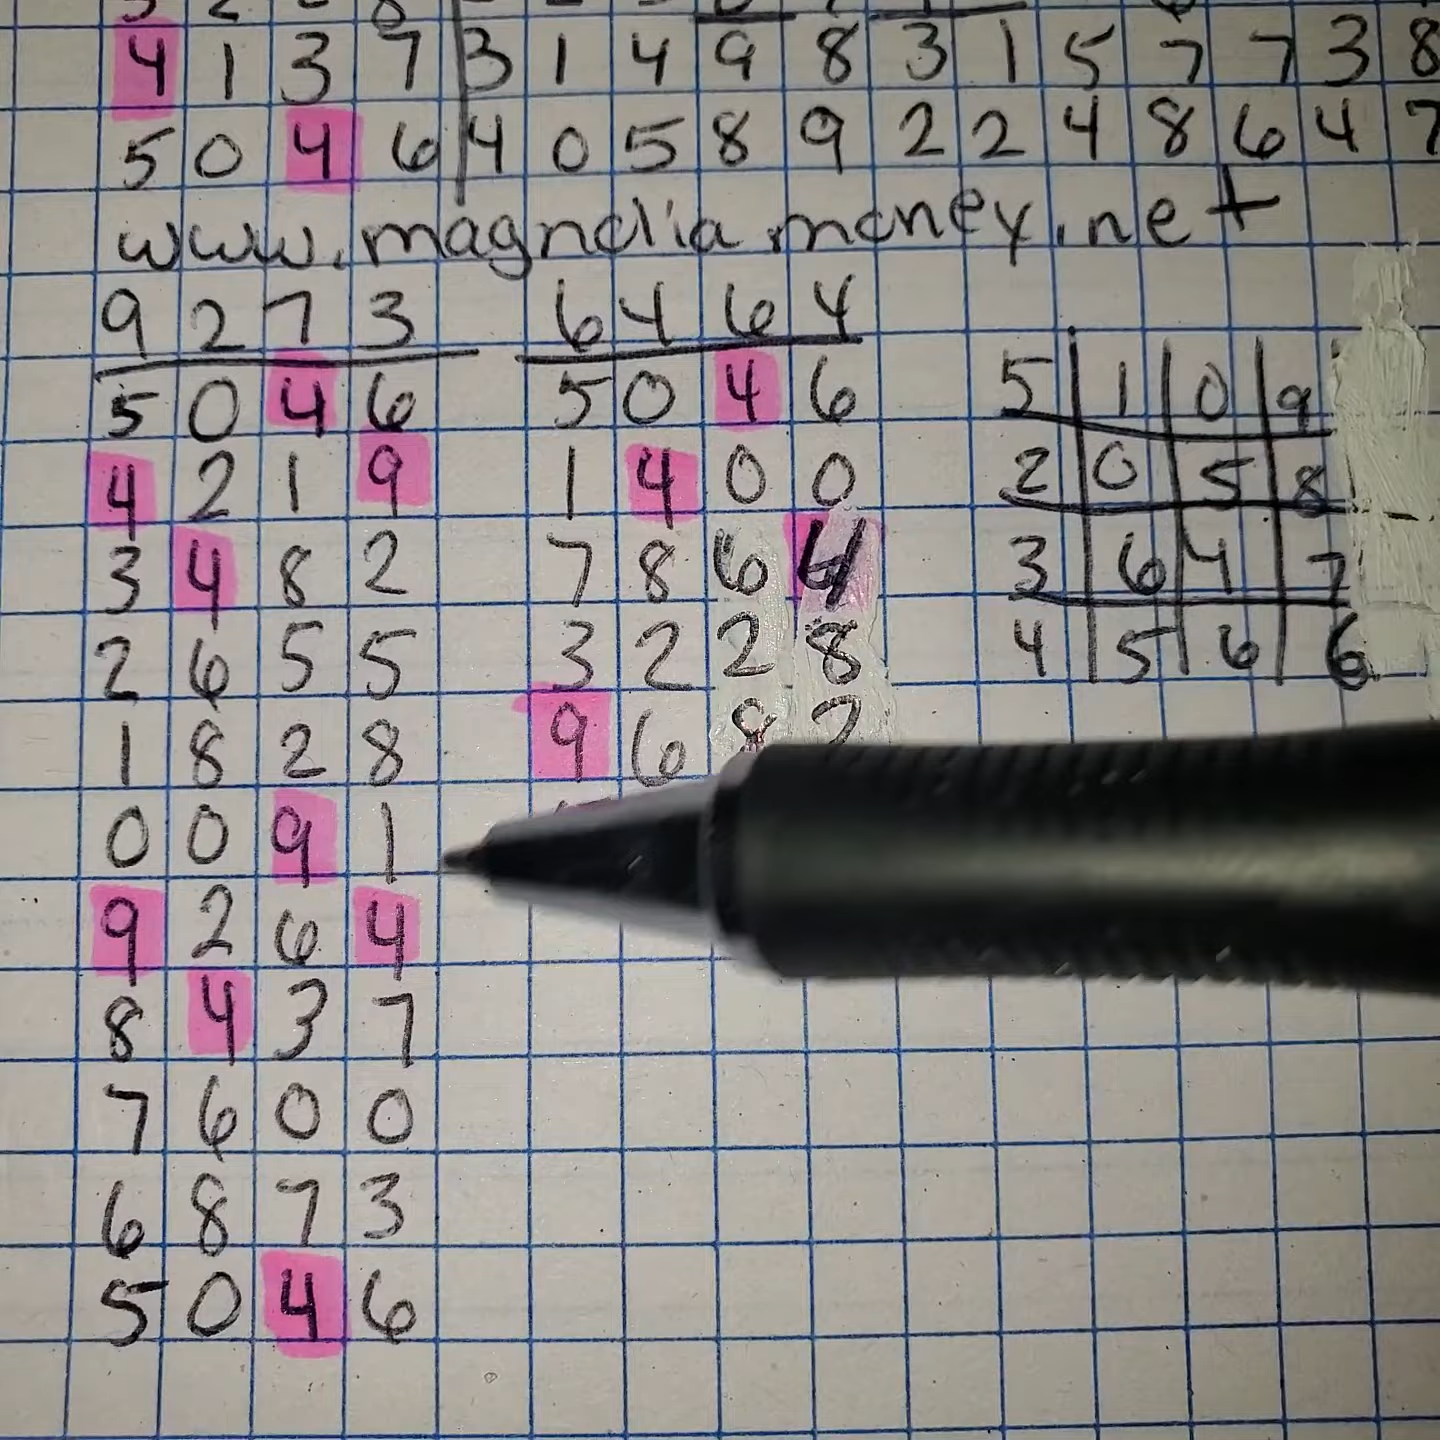 4 1 3 7 3 1 4 9 8 3 1 5 7 7 3 8
5 0 4 6 4 0 5 8 9 2 2 4 8 6 4 7
www.magnoliamoney.net
9 2 7 3
5 0 4 6
4 2 1 9
3 4 8 2
2 6 5 5
1 8 2 8
0 0 9 1
9 2 6 4
8 4 3 7
7 6 0 0
6 8 7 3
5 0 4 6
6 4 6 4
5 0 4 6
1 4 0 0
7 8 6 4
3 2 2 8
9 6 8 2
5 1 0 9
2 0 5 8
3 6 4 7
4 5 6 6